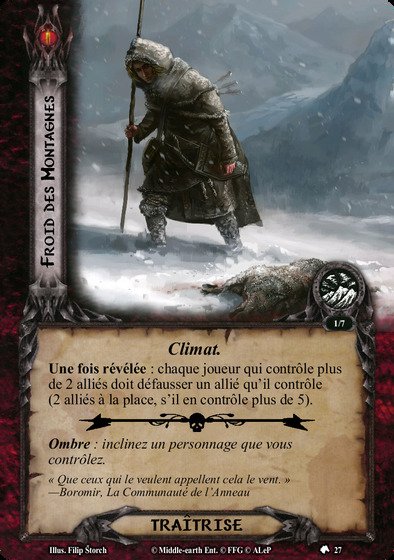 FROID DES MONTAGNES
1/7
Climat.
Une fois révélée : chaque joueur qui contrôle plus
de 2 alliés doit défausser un allié qu'il contrôle
(2 alliés à la place, s'il en contrôle plus de 5).
Ombre : inclinez un personnage que vous
contrôlez.
« Que ceux qui le veulent appellent cela le vent. »
—Boromir, La Communauté de l'Anneau
TRAÎTRISE
Illus. Filip Štorch © Middle-earth Ent. © FFG © ALeP 27